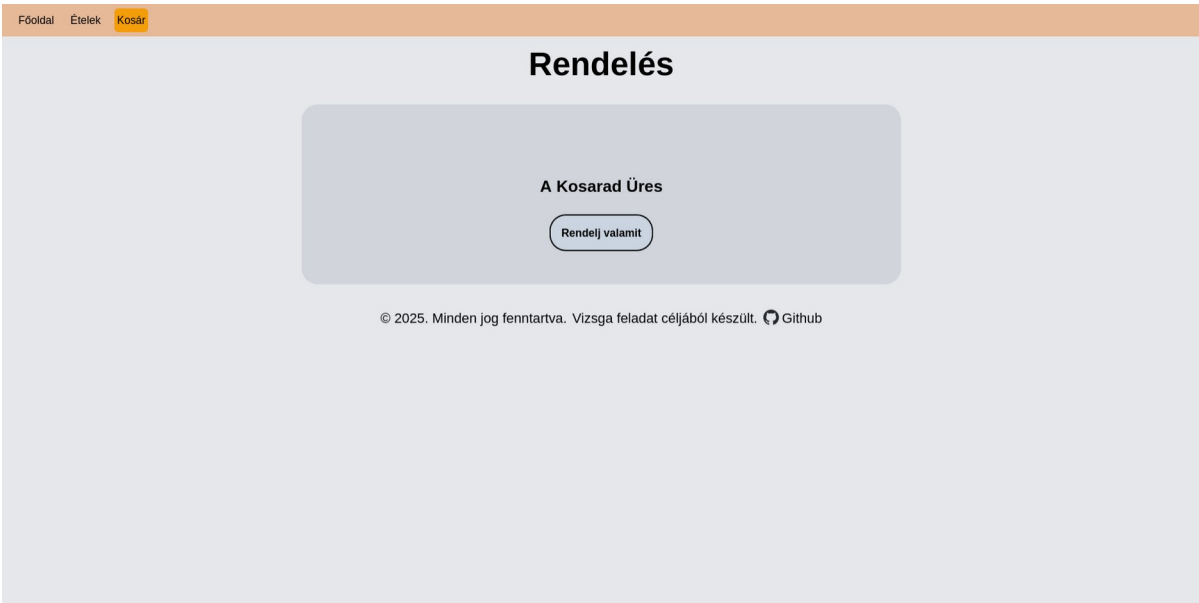 Főoldal Ételek Kosár
Rendelés
A Kosarad Üres
Rendelj valamit
© 2025. Minden jog fenntartva. Vizsga feladat céljából készült. Github